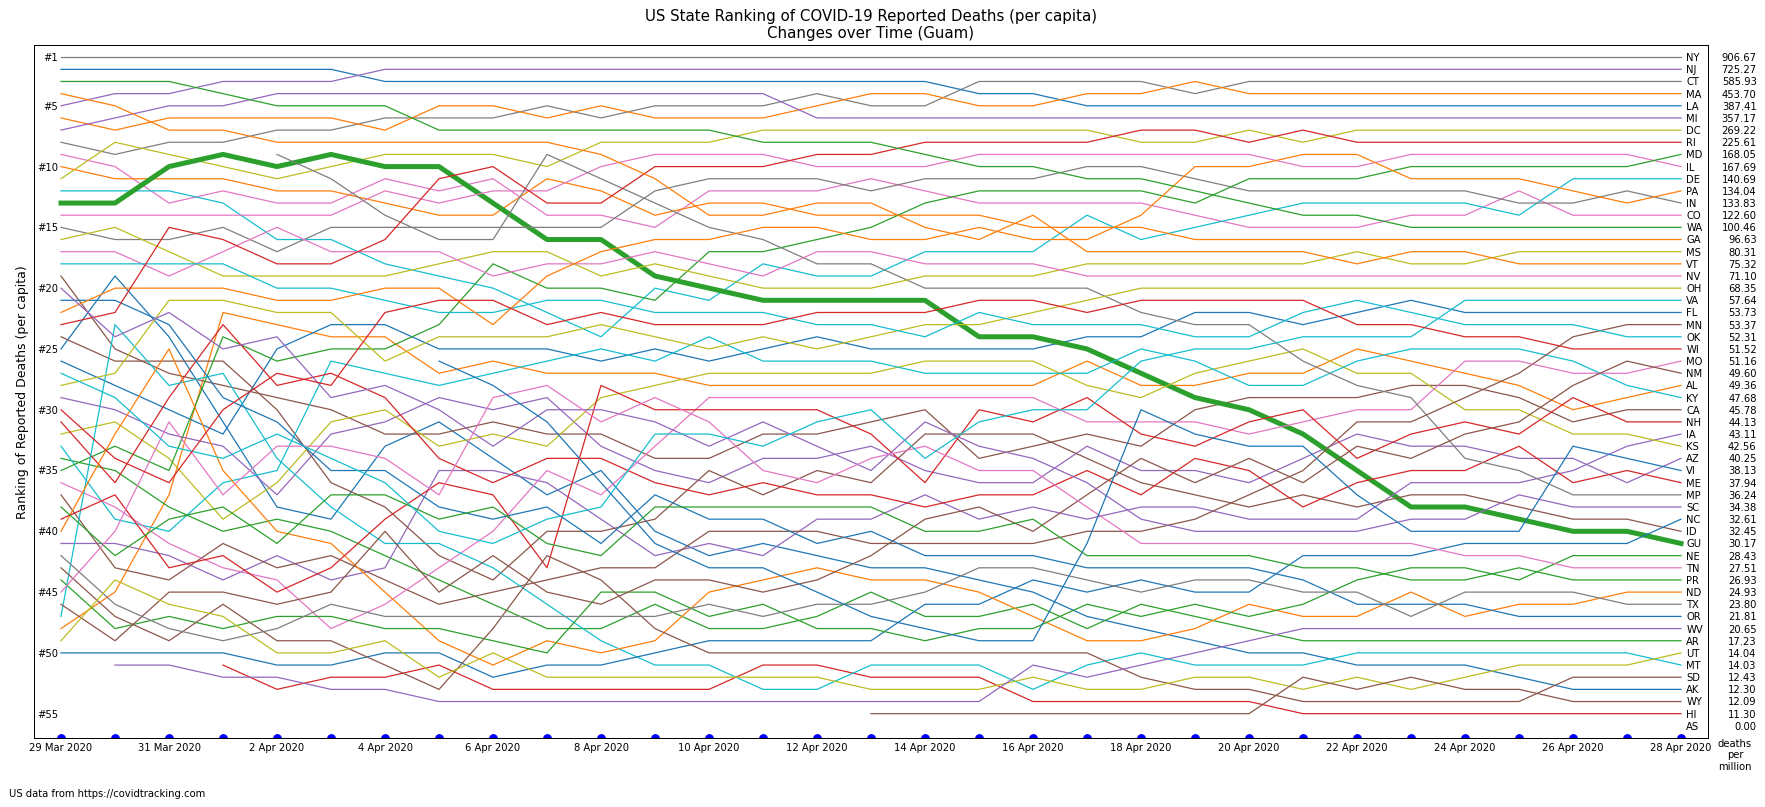 US State Ranking of COVID-19 Reported Deaths (per capita)
Changes over Time (Guam)
Ranking of Reported Deaths (per capita)
#1
#5
#10
#15
#20
#25
#30
#35
#40
#45
#50
#55
NY 906.67
NJ 725.27
CT 585.93
MA 453.70
LA 387.41
MI 357.17
DC 269.22
RI 225.61
MD 168.05
IL 167.69
DE 140.69
PA 134.04
IN 133.83
CO 122.60
WA 100.46
GA 96.63
MS 80.31
VT 75.32
NV 71.10
OH 68.35
VA 57.64
FL 53.73
MN 53.37
OK 52.31
WI 51.52
MO 51.16
NM 49.60
AL 49.36
KY 47.68
CA 45.78
NH 44.13
IA 43.11
KS 42.56
AZ 40.25
VI 38.13
ME 37.94
MP 36.24
SC 34.38
NC 32.61
ID 32.45
GU 30.17
NE 28.43
TN 27.51
PR 26.93
ND 24.93
TX 23.80
OR 21.81
WV 20.65
AR 17.23
UT 14.04
MT 14.03
SD 12.43
AK 12.30
WY 12.09
HI 11.30
AS 0.00
29 Mar 2020 31 Mar 2020 2 Apr 2020 4 Apr 2020 6 Apr 2020 8 Apr 2020 10 Apr 2020 12 Apr 2020 14 Apr 2020 16 Apr 2020 18 Apr 2020 20 Apr 2020 22 Apr 2020 24 Apr 2020 26 Apr 2020 28 Apr 2020
deaths
per
million
US data from https://covidtracking.com